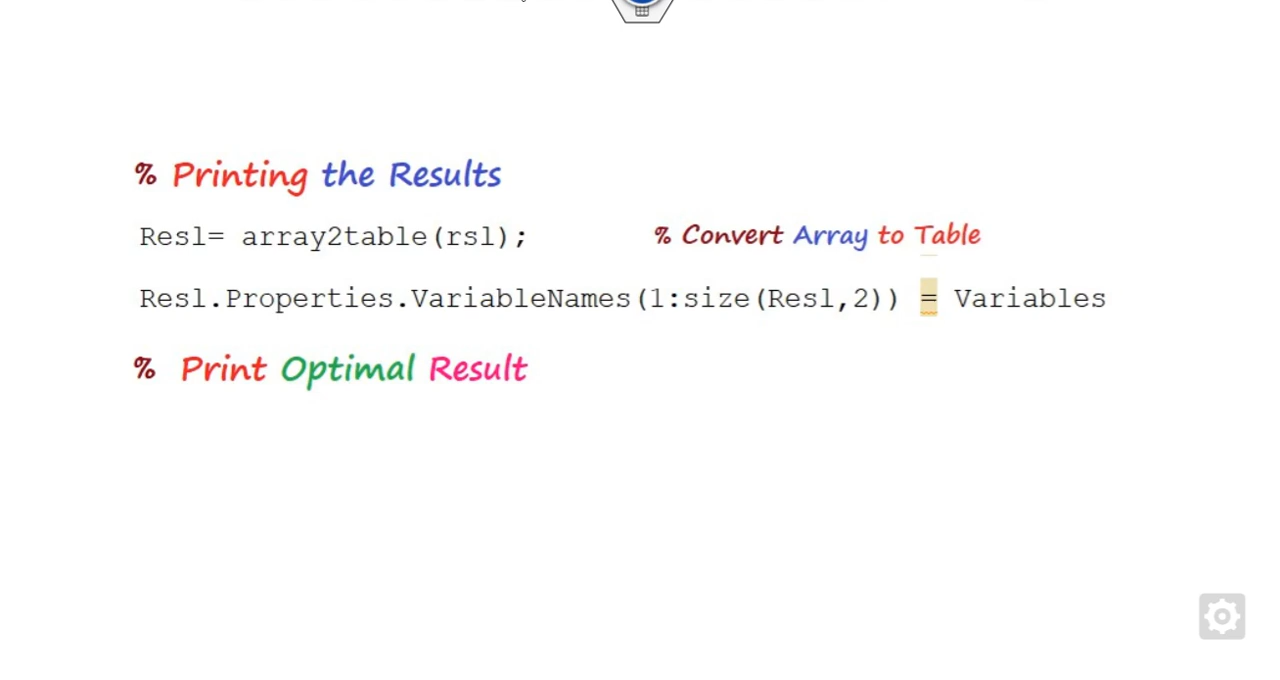 % Printing the Results
Resl= array2table(rsl); % Convert Array to Table
Resl.Properties.VariableNames(1:size(Resl,2)) = Variables
% Print Optimal Result